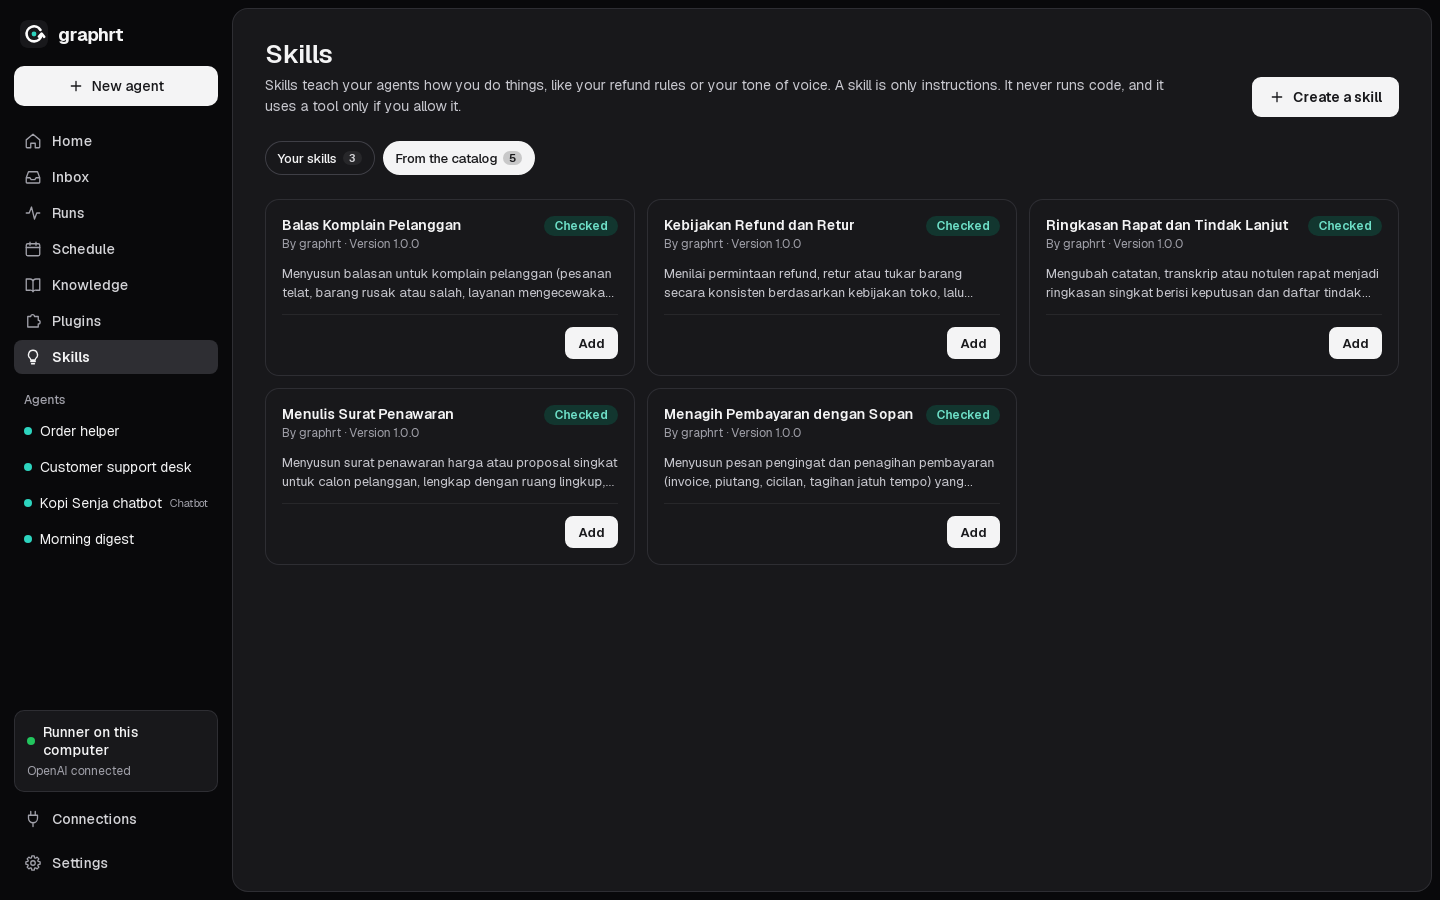 graphrt
New agent
Home
Inbox
Runs
Schedule
Knowledge
Plugins
Skills
Agents
Order helper
Customer support desk
Kopi Senja chatbot Chatbot
Morning digest
Runner on this
computer
OpenAI connected
Connections
Settings
Skills
Skills teach your agents how you do things, like your refund rules or your tone of voice. A skill is only instructions. It never runs code, and it
uses a tool only if you allow it.
Create a skill
Your skills 3
From the catalog 5
Balas Komplain Pelanggan
Checked
By graphrt · Version 1.0.0
Menyusun balasan untuk komplain pelanggan (pesanan
telat, barang rusak atau salah, layanan mengecewaka...
Add
Kebijakan Refund dan Retur
Checked
By graphrt · Version 1.0.0
Menilai permintaan refund, retur atau tukar barang
secara konsisten berdasarkan kebijakan toko, lalu...
Add
Ringkasan Rapat dan Tindak Lanjut
Checked
By graphrt · Version 1.0.0
Mengubah catatan, transkrip atau notulen rapat menjadi
ringkasan singkat berisi keputusan dan daftar tindak...
Add
Menulis Surat Penawaran
Checked
By graphrt · Version 1.0.0
Menyusun surat penawaran harga atau proposal singkat
untuk calon pelanggan, lengkap dengan ruang lingkup,...
Add
Menagih Pembayaran dengan Sopan
Checked
By graphrt · Version 1.0.0
Menyusun pesan pengingat dan penagihan pembayaran
(invoice, piutang, cicilan, tagihan jatuh tempo) yang...
Add